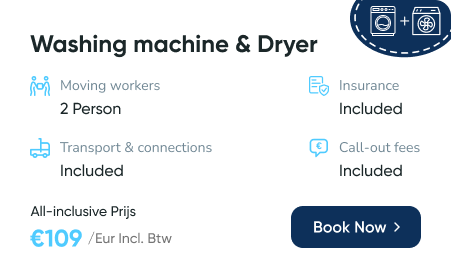 Washing machine & Dryer
Moving workers
2 Person
Insurance
Included
Transport & connections
Included
Call-out fees
Included
All-inclusive Prijs
€109 /Eur Incl. Btw
Book Now